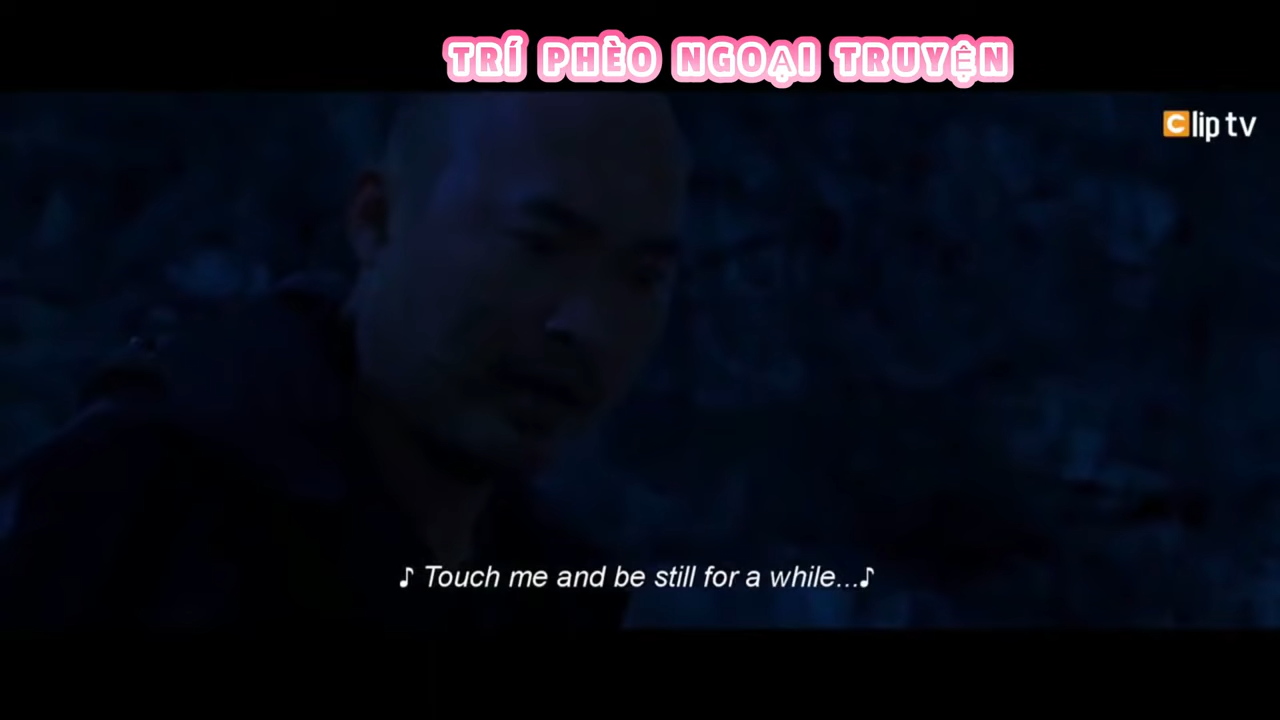 TRÍ PHÈO NGOẠI TRUYỆN
Clip tv
♪ Touch me and be still for a while...♪